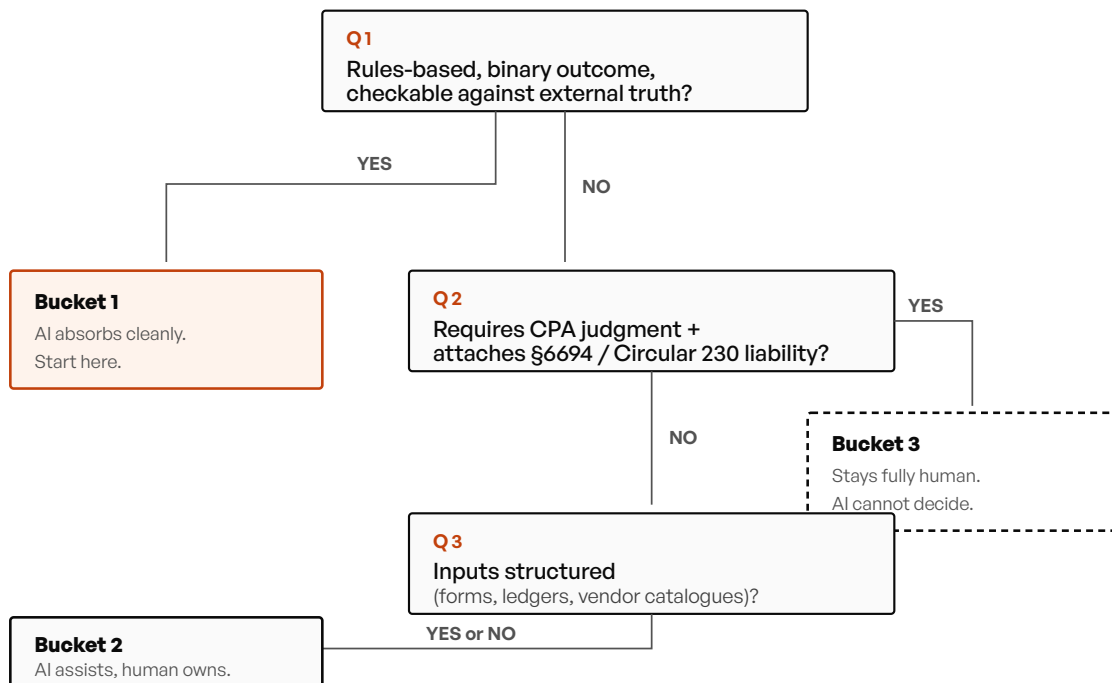 Q1
Rules-based, binary outcome,
checkable against external truth?
YES
NO
Bucket 1
AI absorbs cleanly.
Start here.
Q2
Requires CPA judgment +
attaches §6694 / Circular 230 liability?
YES
NO
Bucket 3
Stays fully human.
AI cannot decide.
Q3
Inputs structured
(forms, ledgers, vendor catalogues)?
YES or NO
Bucket 2
AI assists, human owns.